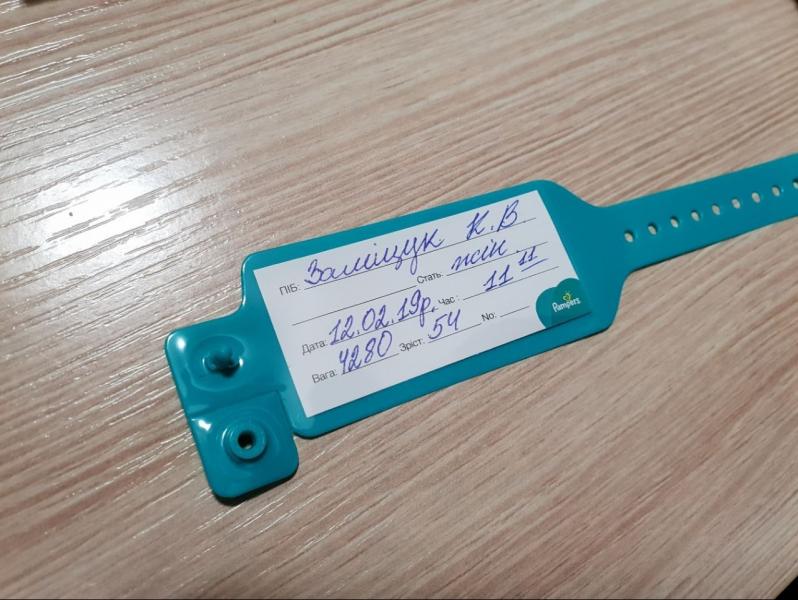 ПІБ: Заліщук К.В
Стать: жін
Дата: 12.02.19р. Час: 11 11
Вага: 4280 Зріст: 54 No:
Pampers